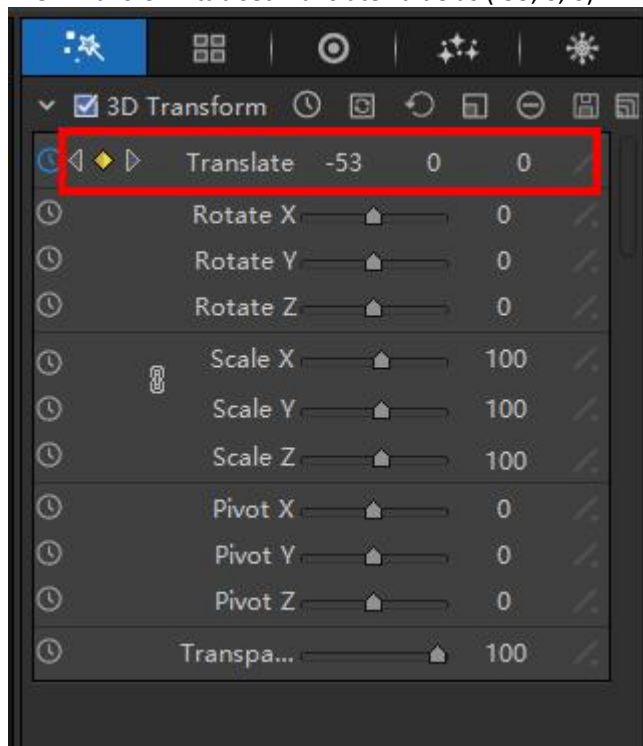 3D Transform
Translate -53 0 0
Rotate X 0
Rotate Y 0
Rotate Z 0
Scale X 100
Scale Y 100
Scale Z 100
Pivot X 0
Pivot Y 0
Pivot Z 0
Transpa... 100